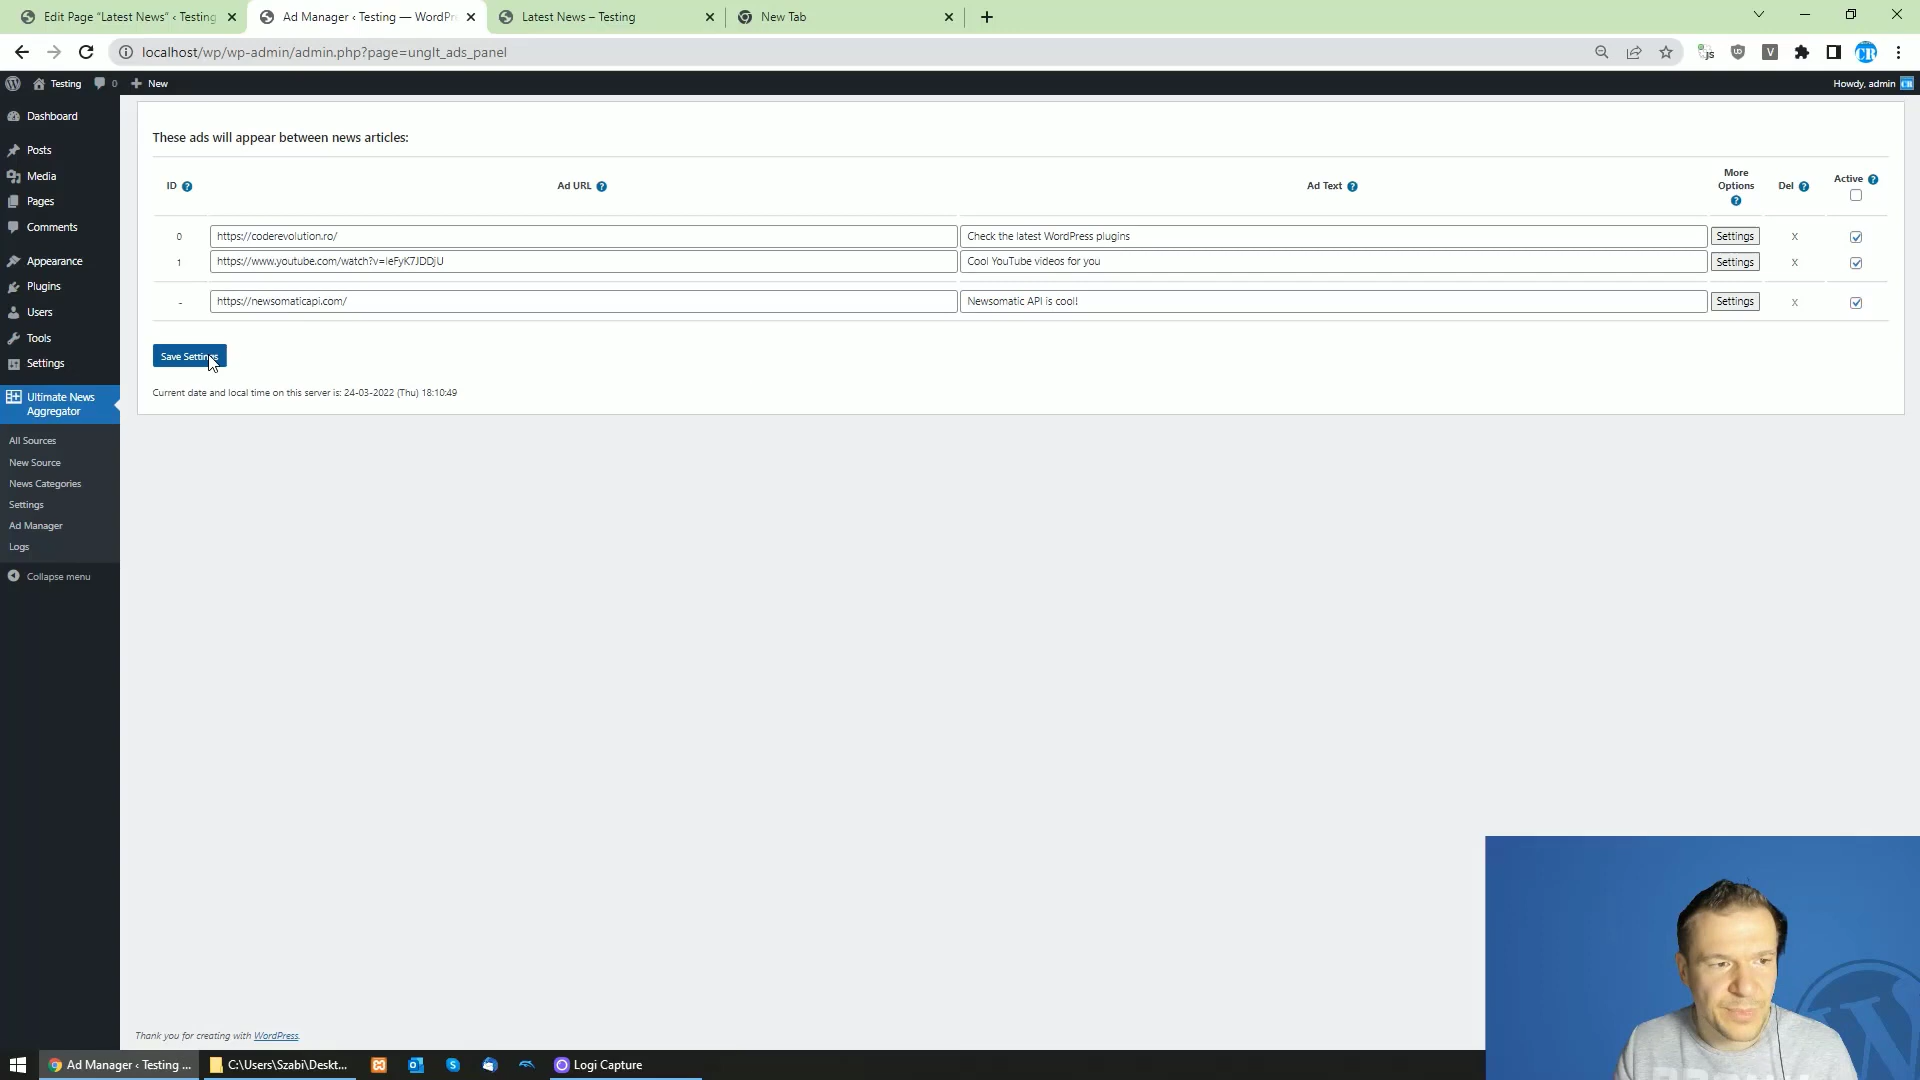 Edit Page "Latest News" ‹ Testing
Ad Manager ‹ Testing — WordPr
Latest News – Testing
New Tab
localhost/wp/wp-admin/admin.php?page=unglt_ads_panel
Testing
0
New
Howdy, admin
Dashboard
Posts
Media
Pages
Comments
Appearance
Plugins
Users
Tools
Settings
Ultimate News
Aggregator
All Sources
New Source
News Categories
Settings
Ad Manager
Logs
Collapse menu
These ads will appear between news articles:
ID
Ad URL
Ad Text
More
Options
Del
Active
0
https://coderevolution.ro/
Check the latest WordPress plugins
Settings
X
1
https://www.youtube.com/watch?v=IeFyK7JDDjU
Cool YouTube videos for you
Settings
X
-
https://newsomaticapi.com/
Newsomatic API is cool!
Settings
X
Save Settings
Current date and local time on this server is: 24-03-2022 (Thu) 18:10:49
Thank you for creating with WordPress.
Ad Manager ‹ Testing ...
C:\Users\Szabi\Deskt...
Logi Capture